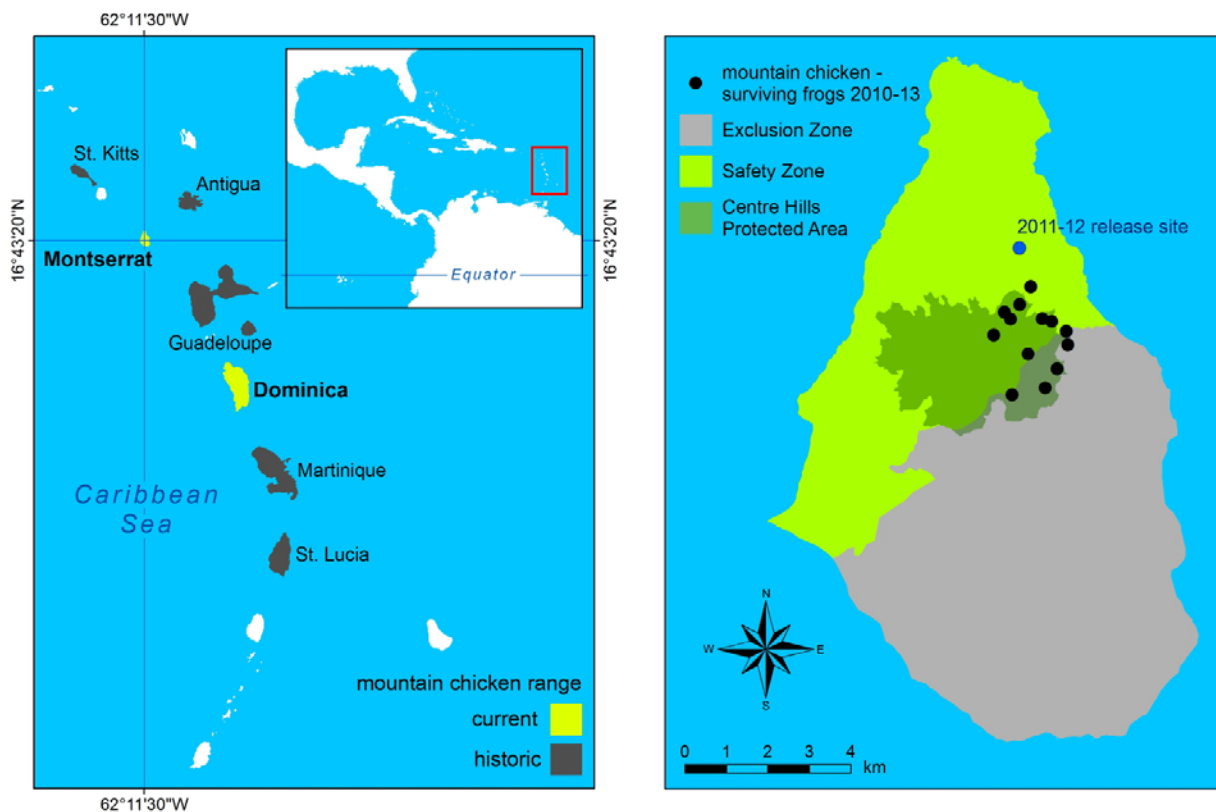 62°11'30"W
St. Kitts
Antigua
16°43'20"N
Montserrat
Guadeloupe
Dominica
Martinique
Caribbean
Sea
St. Lucia
mountain chicken range
current
historic
62°11'30"W
Equator
16°43'20"N
mountain chicken -
surviving frogs 2010-13
Exclusion Zone
Safety Zone
Centre Hills
Protected Area
2011-12 release site
N
W
E
S
0 1 2 3 4
km